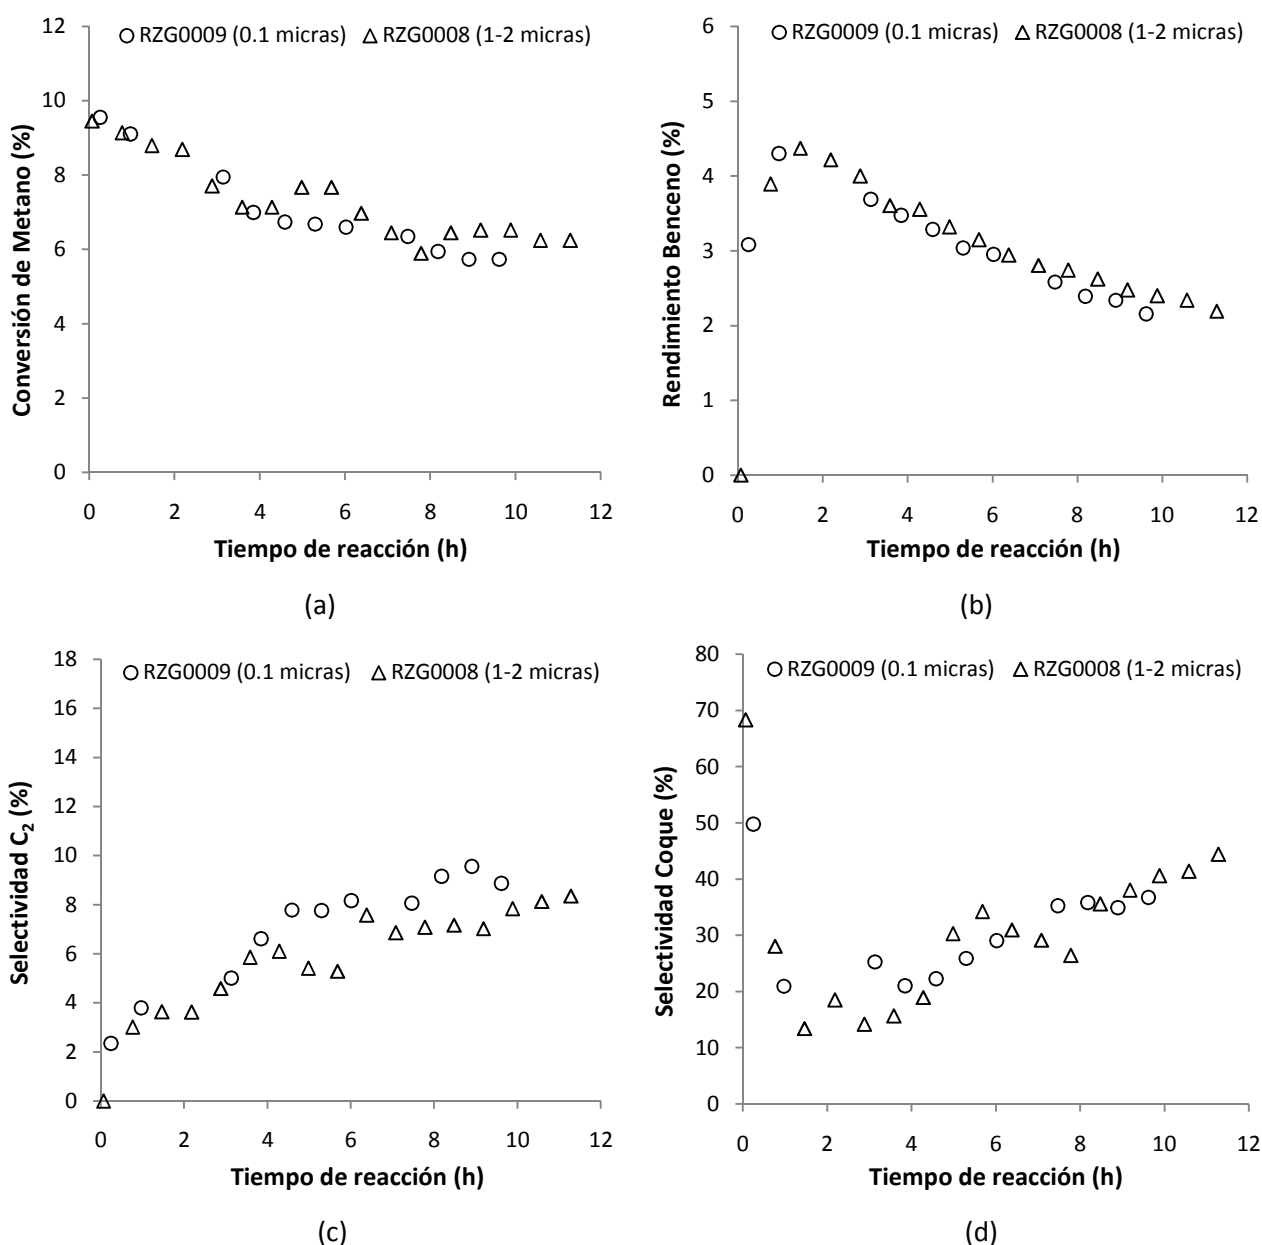 RZG0009 (0.1 micras) RZG0008 (1-2 micras)
Conversión de Metano (%)
12
10
8
6
4
2
0
0 2 4 6 8 10 12
Tiempo de reacción (h)
(a)
RZG0009 (0.1 micras) RZG0008 (1-2 micras)
Rendimiento Benceno (%)
6
5
4
3
2
1
0
0 2 4 6 8 10 12
Tiempo de reacción (h)
(b)
RZG0009 (0.1 micras) RZG0008 (1-2 micras)
Selectividad C₂ (%)
18
16
14
12
10
8
6
4
2
0
0 2 4 6 8 10 12
Tiempo de reacción (h)
(c)
RZG0009 (0.1 micras) RZG0008 (1-2 micras)
Selectividad Coque (%)
80
70
60
50
40
30
20
10
0
0 2 4 6 8 10 12
Tiempo de reacción (h)
(d)